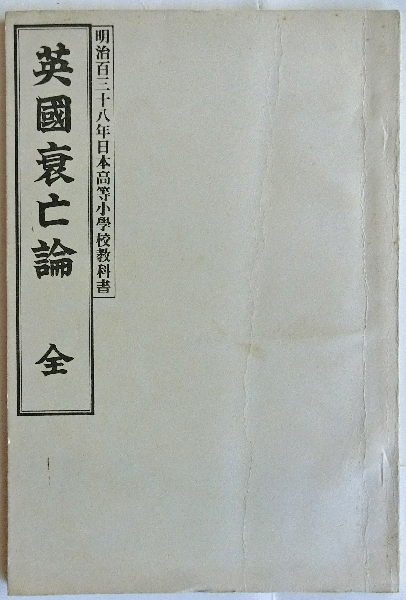 明治百三十八年日本高等小學校教科書
英國衰亡論 全